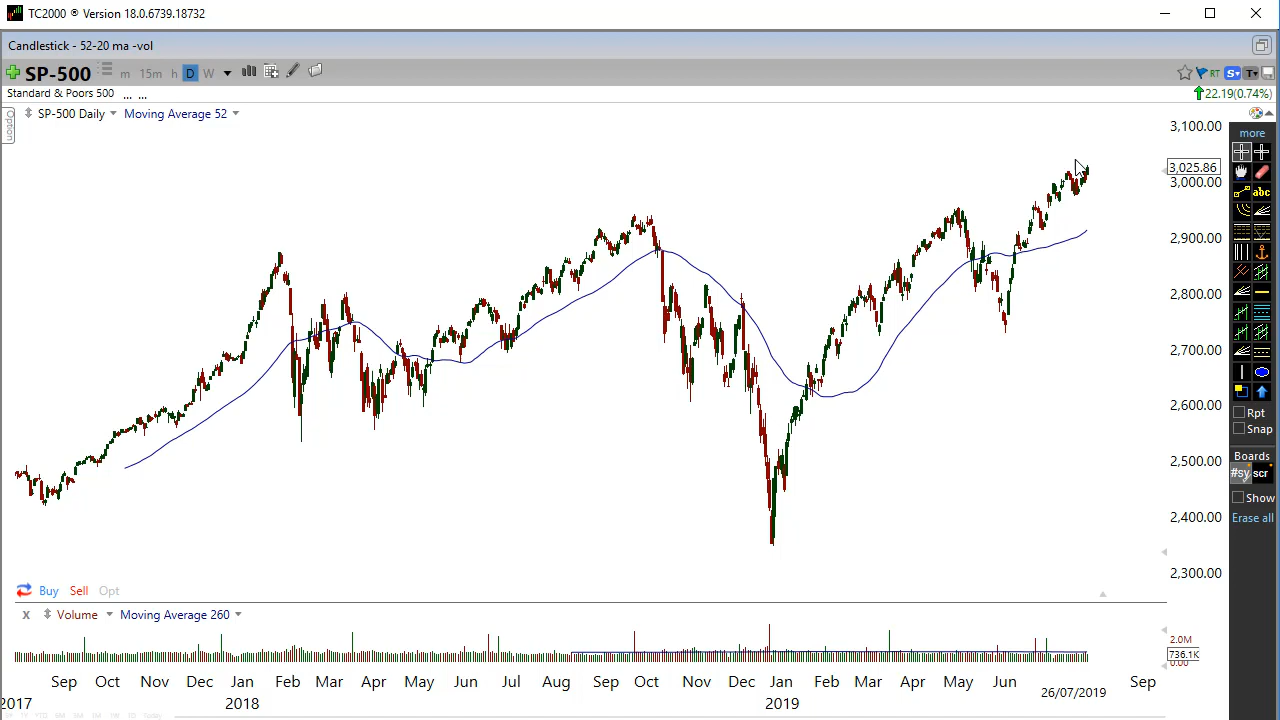 TC2000 ® Version 18.0.6739.18732
Candlestick - 52-20 ma -vol
SP-500 m 15m h D W RT S T
Standard & Poors 500 ... ... 22.19(0.74%)
Option
SP-500 Daily Moving Average 52
more
abc
3,100.00
3,025.86
3,000.00
2,900.00
2,800.00
2,700.00
2,600.00
2,500.00
2,400.00
2,300.00
Rpt
Snap
Boards
#sy scr
Show
Erase all
Buy Sell Opt
x Volume Moving Average 260
2.0M
736.1K
0.00
Sep Oct Nov Dec Jan Feb Mar Apr May Jun Jul Aug Sep Oct Nov Dec Jan Feb Mar Apr May Jun 26/07/2019 Sep
2017 2018 2019